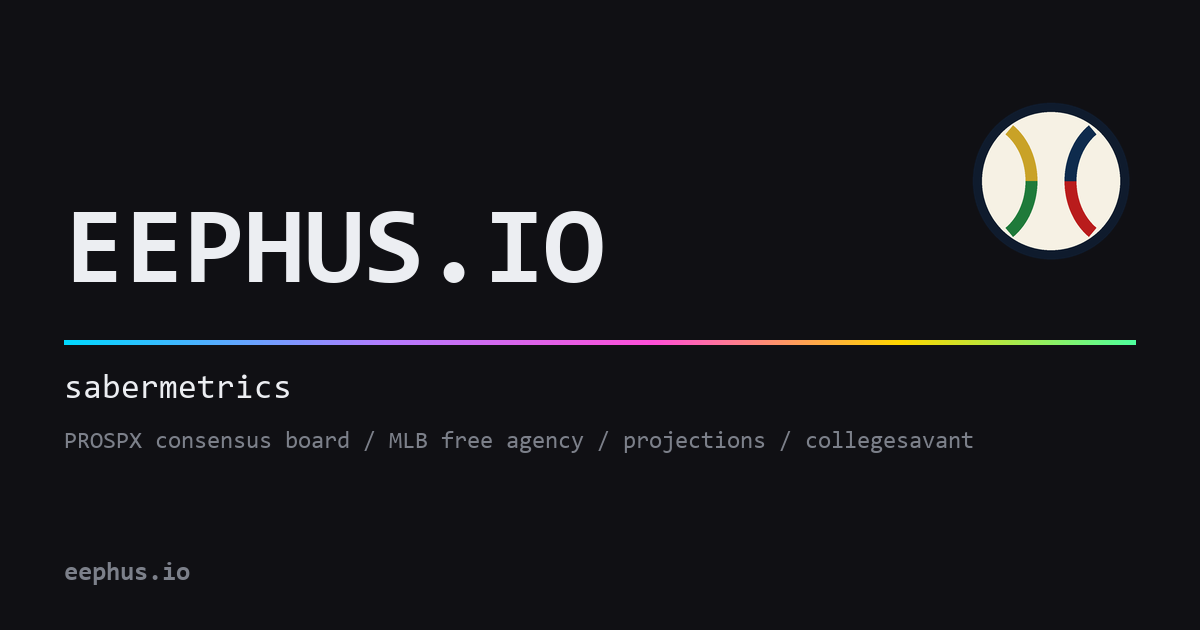 EEPHUS.IO
sabermetrics
PROSPX consensus board / MLB free agency / projections / collegesavant
eephus.io